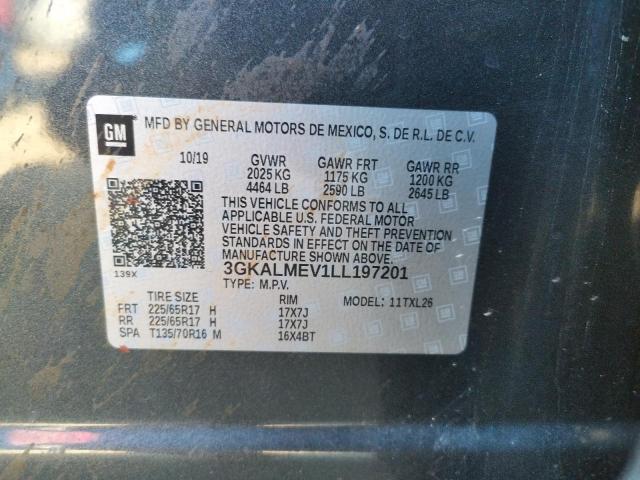 GM
MFD BY GENERAL MOTORS DE MEXICO, S. DE R.L. DE C.V.
10/19 GVWR GAWR FRT GAWR RR
2025 KG 1175 KG 1200 KG
4464 LB 2590 LB 2645 LB
THIS VEHICLE CONFORMS TO ALL
APPLICABLE U.S. FEDERAL MOTOR
VEHICLE SAFETY AND THEFT PREVENTION
STANDARDS IN EFFECT ON THE DATE OF
MANUFACTURE SHOWN ABOVE.
139X 3GKALMEV1LL197201
TYPE: M.P.V.
TIRE SIZE RIM MODEL: 11TXL26
FRT 225/65R17 H 17X7J
RR 225/65R17 H 17X7J
SPA T135/70R16 M 16X4BT